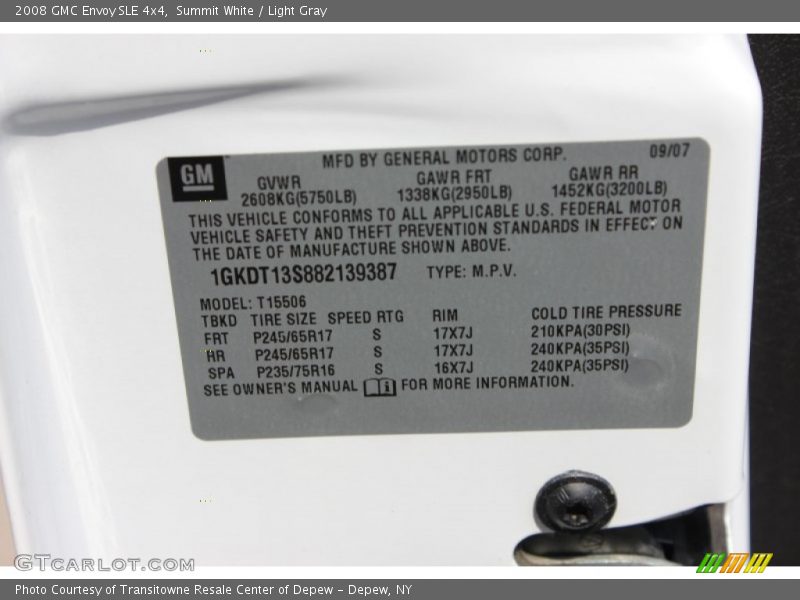 2008 GMC Envoy SLE 4x4, Summit White / Light Gray
GM
MFD BY GENERAL MOTORS CORP. 09/07
GVWR GAWR FRT GAWR RR
2608KG(5750LB) 1338KG(2950LB) 1452KG(3200LB)
THIS VEHICLE CONFORMS TO ALL APPLICABLE U.S. FEDERAL MOTOR
VEHICLE SAFETY AND THEFT PREVENTION STANDARDS IN EFFECT ON
THE DATE OF MANUFACTURE SHOWN ABOVE.
1GKDT13S882139387 TYPE: M.P.V.
MODEL: T15506
TBKD TIRE SIZE SPEED RTG RIM COLD TIRE PRESSURE
FRT P245/65R17 S 17X7J 210KPA(30PSI)
RR P245/65R17 S 17X7J 240KPA(35PSI)
SPA P235/75R16 S 16X7J 240KPA(35PSI)
SEE OWNER'S MANUAL FOR MORE INFORMATION.
GTCARLOT.COM
Photo Courtesy of Transitowne Resale Center of Depew – Depew, NY